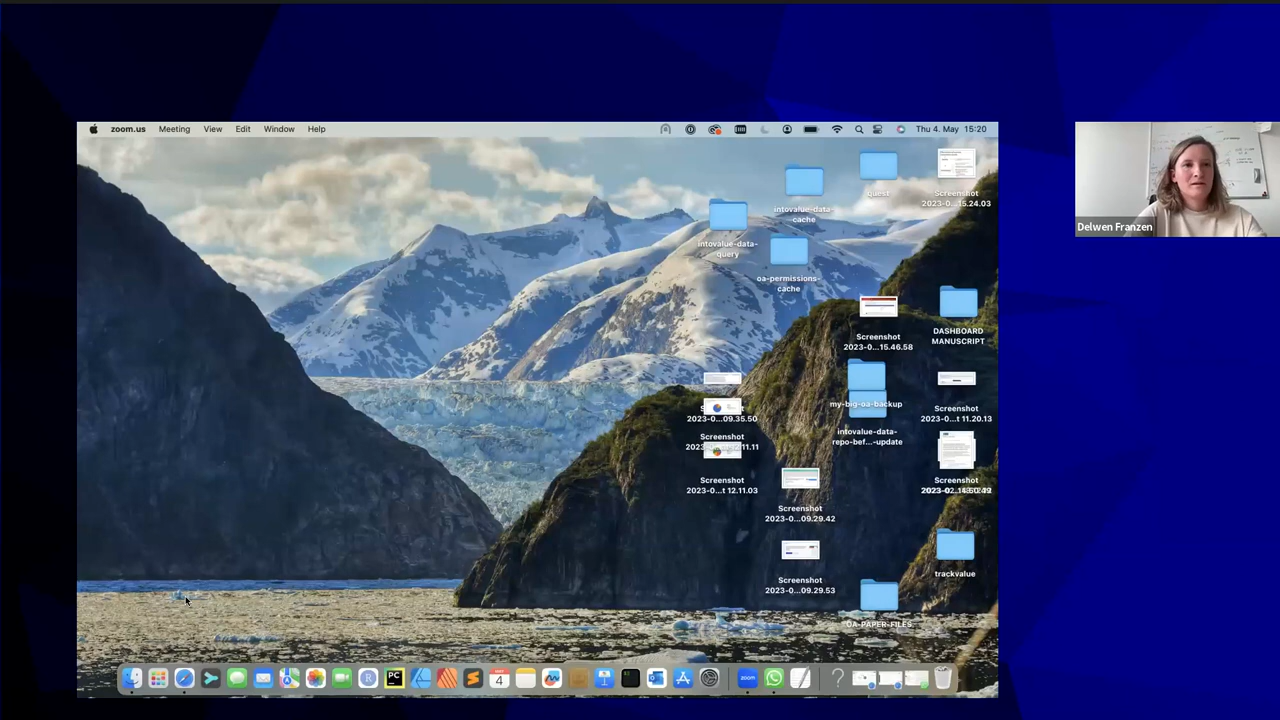 zoom.us Meeting View Edit Window Help Thu 4. May 15:20
quest
Screenshot
2023-0...15.24.03
intovalue-data-
cache
intovalue-data-
query
oa-permissions-
cache
Screenshot
2023-0...15.46.58
DASHBOARD
MANUSCRIPT
my-big-oa-backup
Screenshot
2023-0...t 11.20.13
2023-0...09.35.50
intovalue-data-
repo-bef...-update
Screenshot
Screenshot
2023-0...t 12.11.03
Screenshot
Screenshot
2023-0...09.29.42
trackvalue
Screenshot
2023-0...09.29.53
OA-PAPER-FILES
PC
MAY
4
zoom
Delwen Franzen